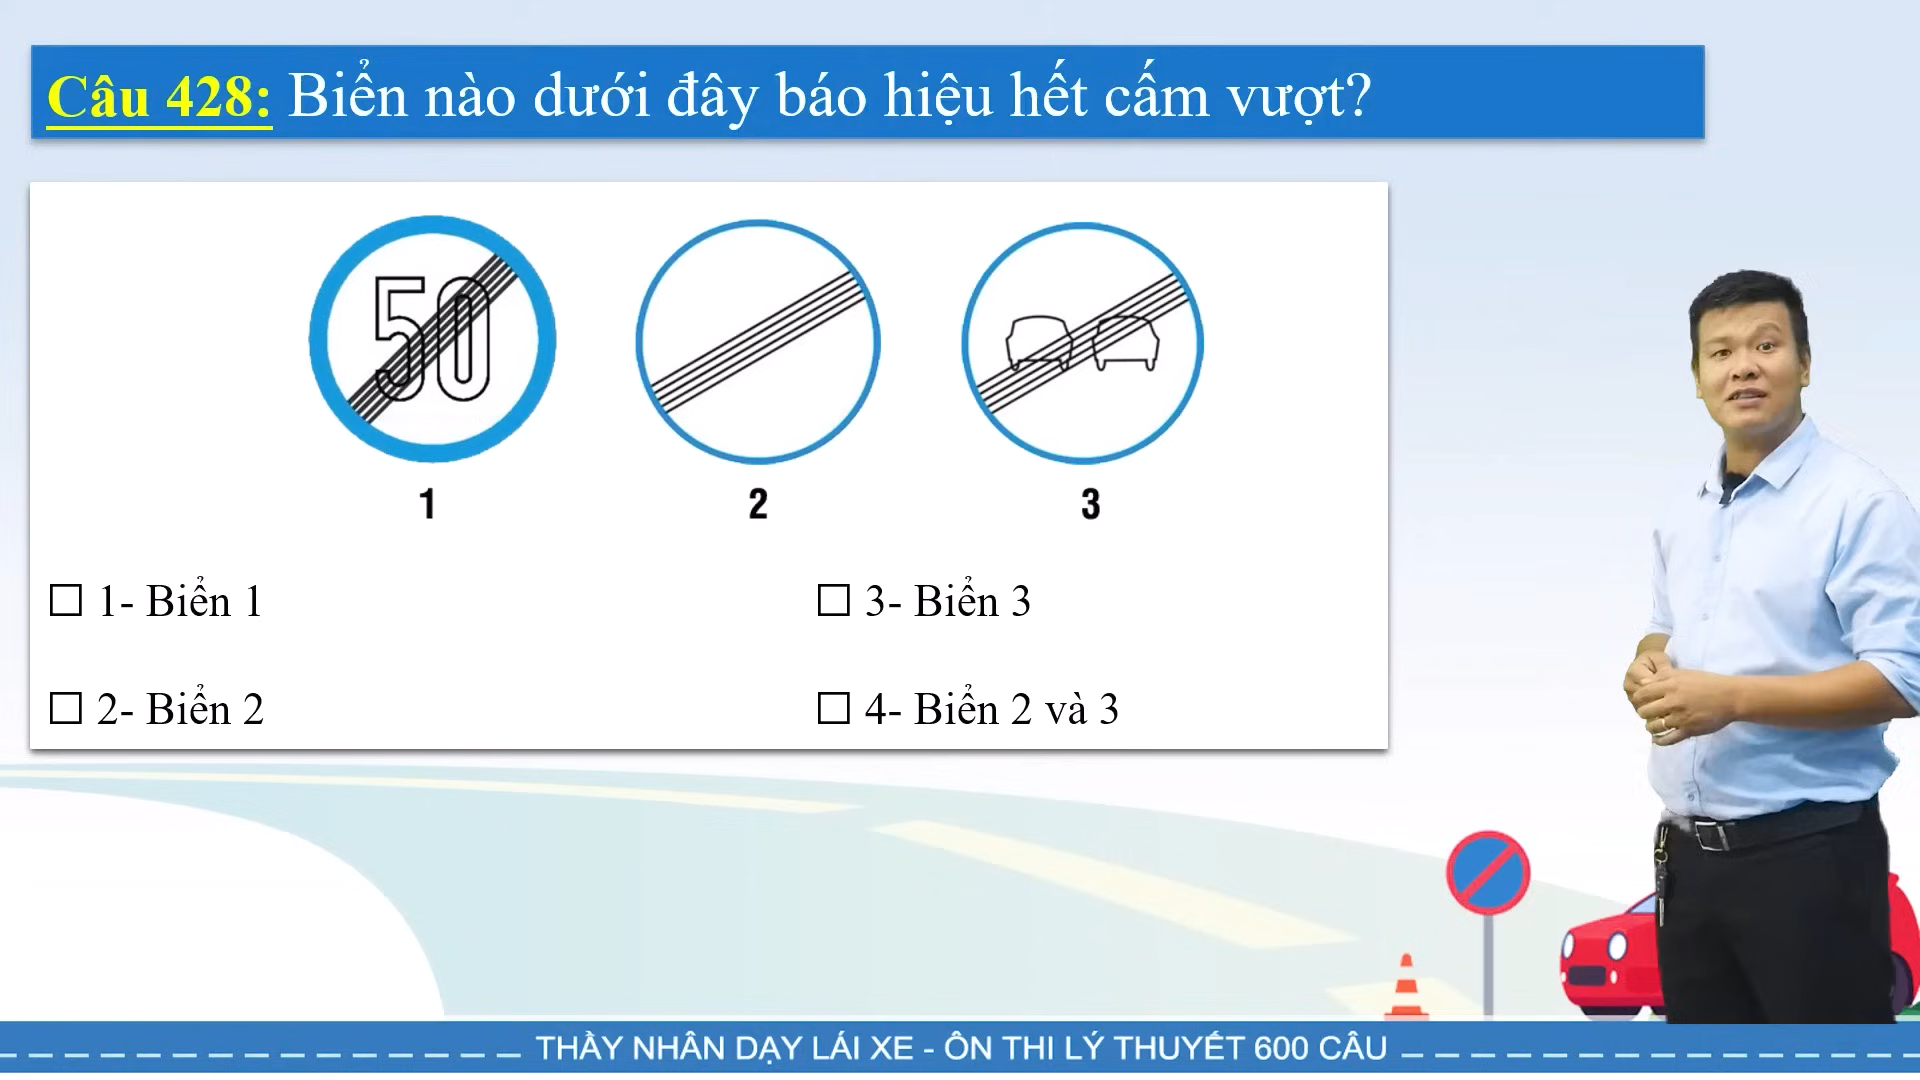 Câu 428: Biển nào dưới đây báo hiệu hết cấm vượt?
50
1 2 3
☐ 1- Biển 1
☐ 3- Biển 3
☐ 2- Biển 2
☐ 4- Biển 2 và 3
THẦY NHÂN DẠY LÁI XE - ÔN THI LÝ THUYẾT 600 CÂU